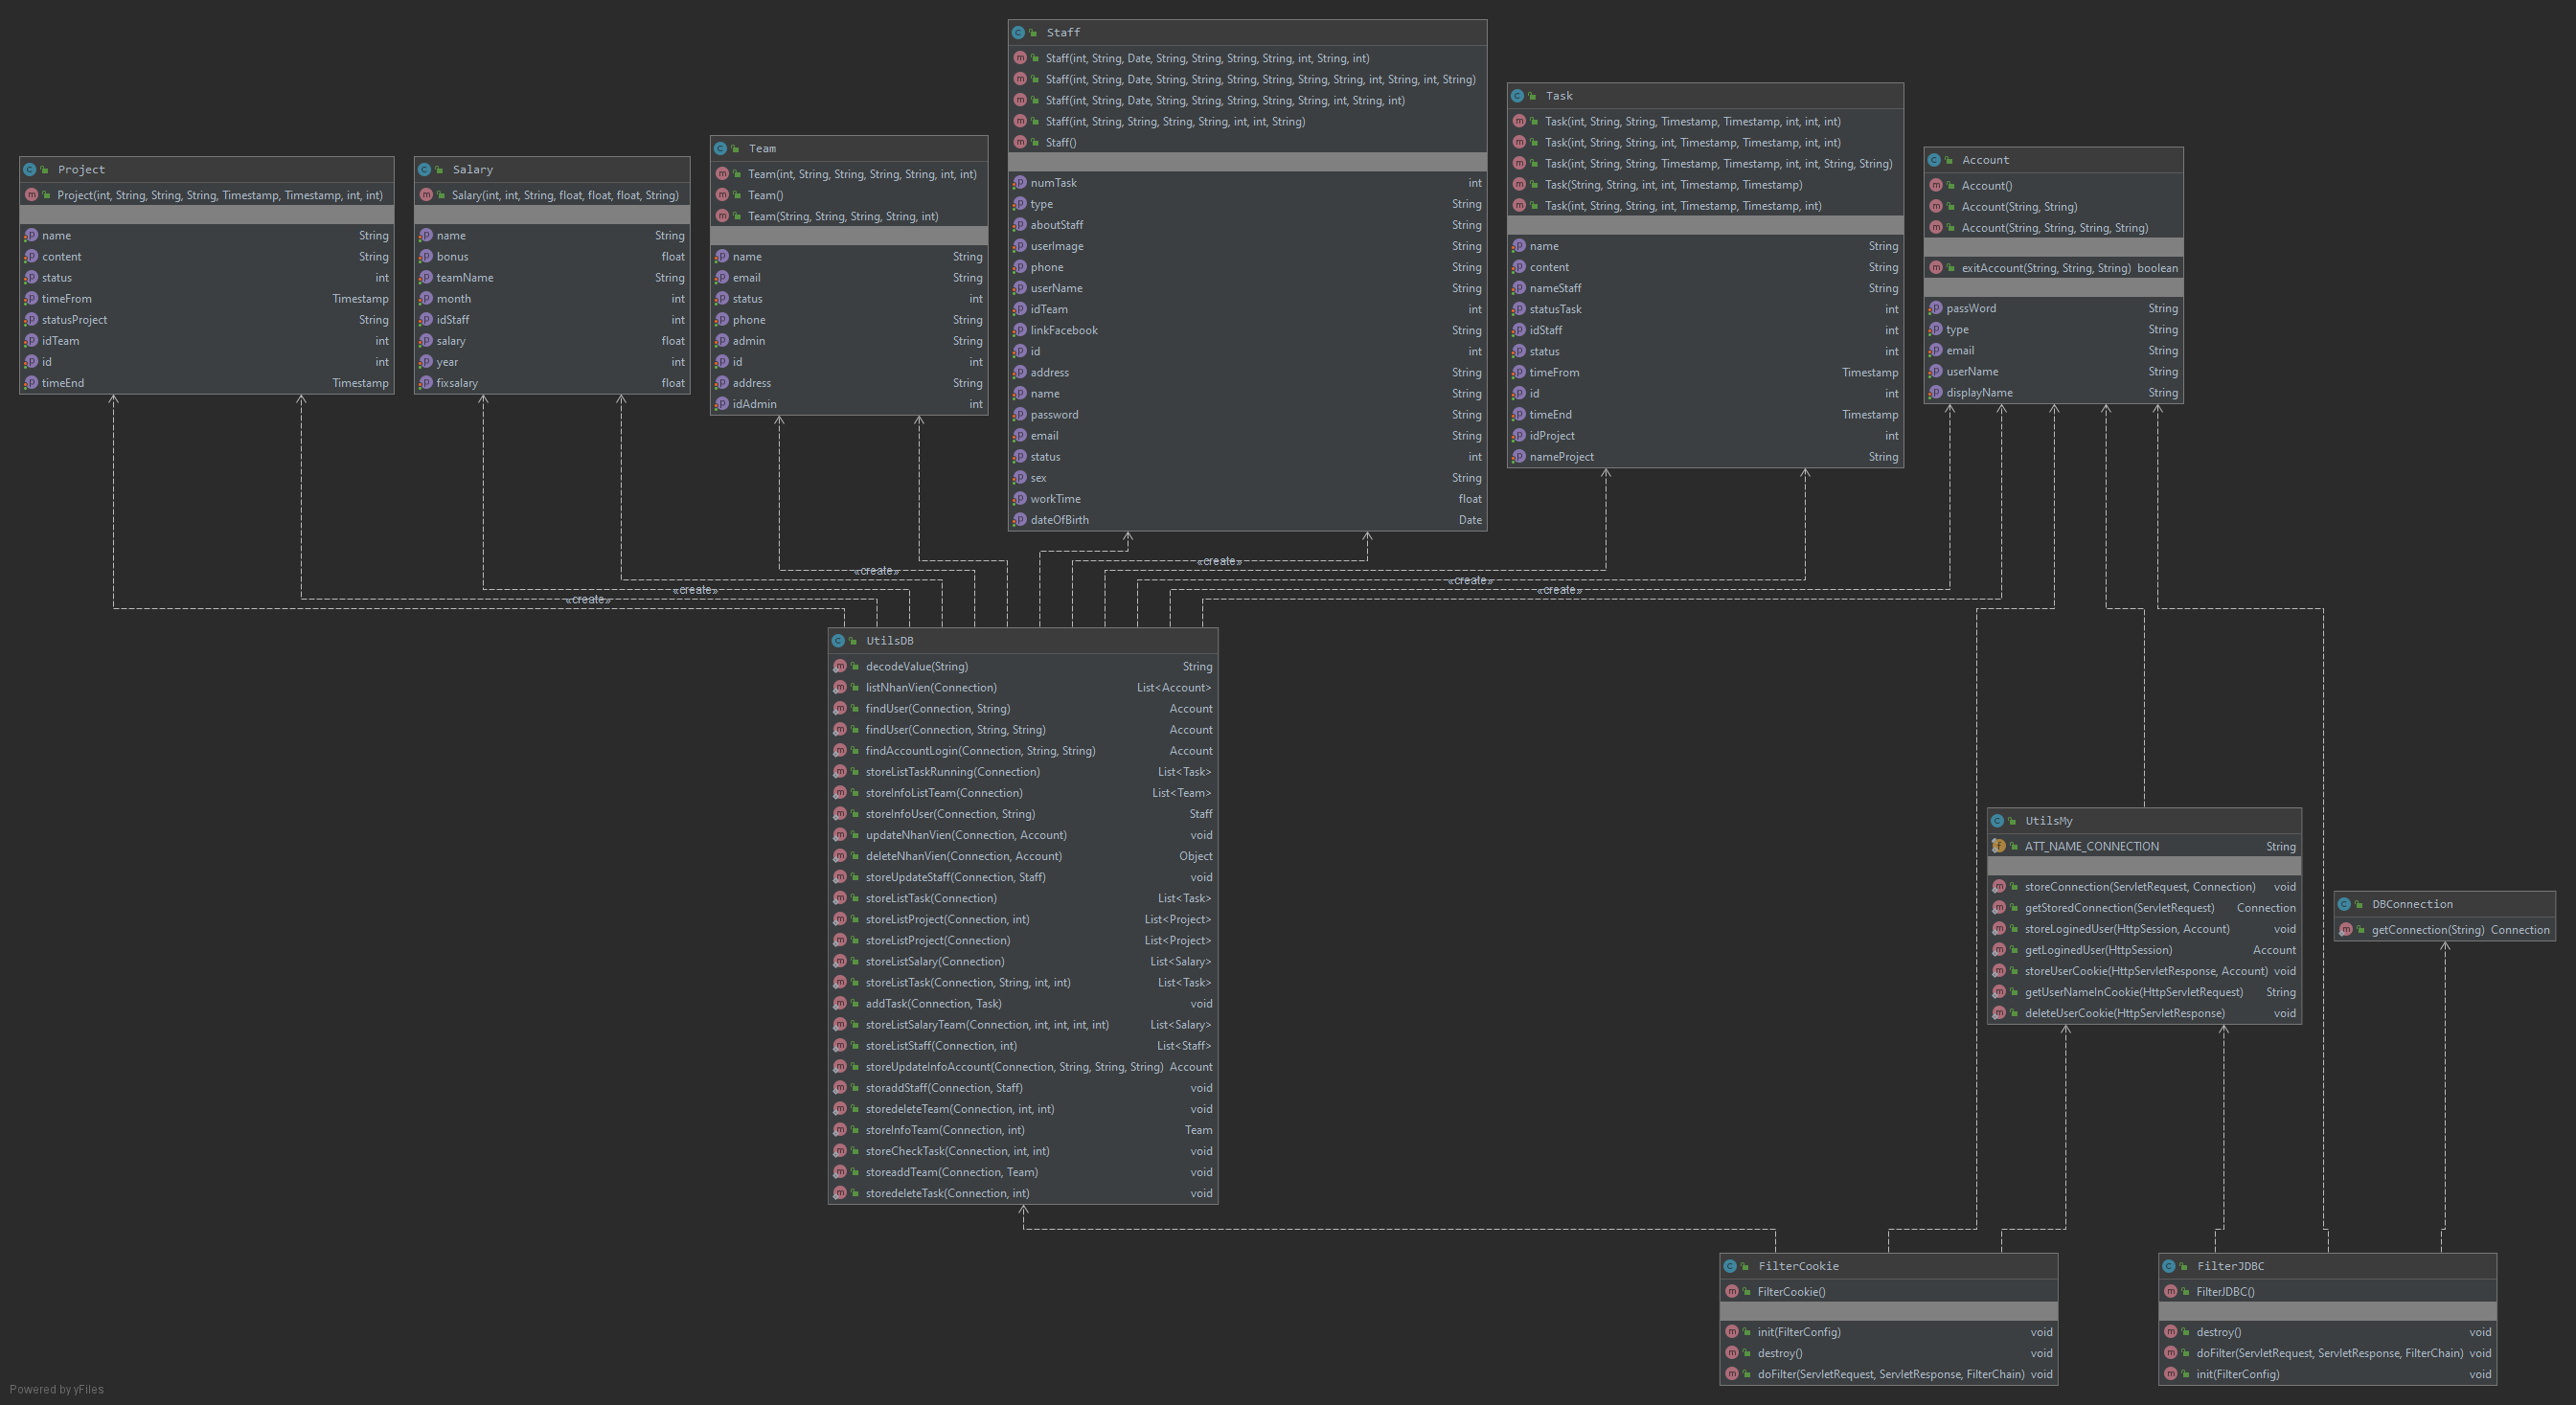 Project
Project(int, String, String, String, Timestamp, Timestamp, int, int)
name String
content String
status int
timeFrom Timestamp
statusProject String
idTeam int
id int
timeEnd Timestamp
Salary
Salary(int, int, String, float, float, float, String)
name String
bonus float
teamName String
month int
idStaff int
salary float
year int
fixsalary float
Team
Team(int, String, String, String, String, int, int)
Team()
Team(String, String, String, String, int)
name String
email String
status int
phone String
admin String
id int
address String
idAdmin int
Staff
Staff(int, String, Date, String, String, String, String, int, String, int)
Staff(int, String, Date, String, String, String, String, String, String, int, String, int, String)
Staff(int, String, Date, String, String, String, String, String, int, String, int)
Staff(int, String, String, String, String, int, int, String)
Staff()
numTask int
type String
aboutStaff String
userImage String
phone String
userName String
idTeam int
linkFacebook String
id int
address String
name String
password String
email String
status int
sex String
workTime float
dateOfBirth Date
Task
Task(int, String, String, Timestamp, Timestamp, int, int, int)
Task(int, String, String, int, Timestamp, Timestamp, int, int)
Task(int, String, String, Timestamp, Timestamp, int, int, String, String)
Task(String, String, int, int, Timestamp, Timestamp)
Task(int, String, String, int, Timestamp, Timestamp, int)
name String
content String
nameStaff String
statusTask int
idStaff int
status int
timeFrom Timestamp
id int
timeEnd Timestamp
idProject int
nameProject String
Account
Account()
Account(String, String)
Account(String, String, String, String)
exitAccount(String, String, String) boolean
passWord String
type String
email String
userName String
displayName String
«create»
«create»
«create»
«create»
«create»
«create»
UtilsDB
decodeValue(String) String
listNhanVien(Connection) List<Account>
findUser(Connection, String) Account
findUser(Connection, String, String) Account
findAccountLogin(Connection, String, String) Account
storeListTaskRunning(Connection) List<Task>
storeInfoListTeam(Connection) List<Team>
storeInfoUser(Connection, String) Staff
updateNhanVien(Connection, Account) void
deleteNhanVien(Connection, Account) Object
storeUpdateStaff(Connection, Staff) void
storeListTask(Connection) List<Task>
storeListProject(Connection, int) List<Project>
storeListProject(Connection) List<Project>
storeListSalary(Connection) List<Salary>
storeListTask(Connection, String, int, int) List<Task>
addTask(Connection, Task) void
storeListSalaryTeam(Connection, int, int, int, int) List<Salary>
storeListStaff(Connection, int) List<Staff>
storeUpdateInfoAccount(Connection, String, String, String) Account
storaddStaff(Connection, Staff) void
storedeleteTeam(Connection, int, int) void
storeInfoTeam(Connection, int) Team
storeCheckTask(Connection, int, int) void
storeaddTeam(Connection, Team) void
storedeleteTask(Connection, int) void
UtilsMy
ATT_NAME_CONNECTION String
storeConnection(ServletRequest, Connection) void
getStoredConnection(ServletRequest) Connection
storeLoginedUser(HttpSession, Account) void
getLoginedUser(HttpSession) Account
storeUserCookie(HttpServletResponse, Account) void
getUserNameInCookie(HttpServletRequest) String
deleteUserCookie(HttpServletResponse) void
DBConnection
getConnection(String) Connection
FilterCookie
FilterCookie()
init(FilterConfig) void
destroy() void
doFilter(ServletRequest, ServletResponse, FilterChain) void
FilterJDBC
FilterJDBC()
destroy() void
doFilter(ServletRequest, ServletResponse, FilterChain) void
init(FilterConfig) void
Powered by yFiles